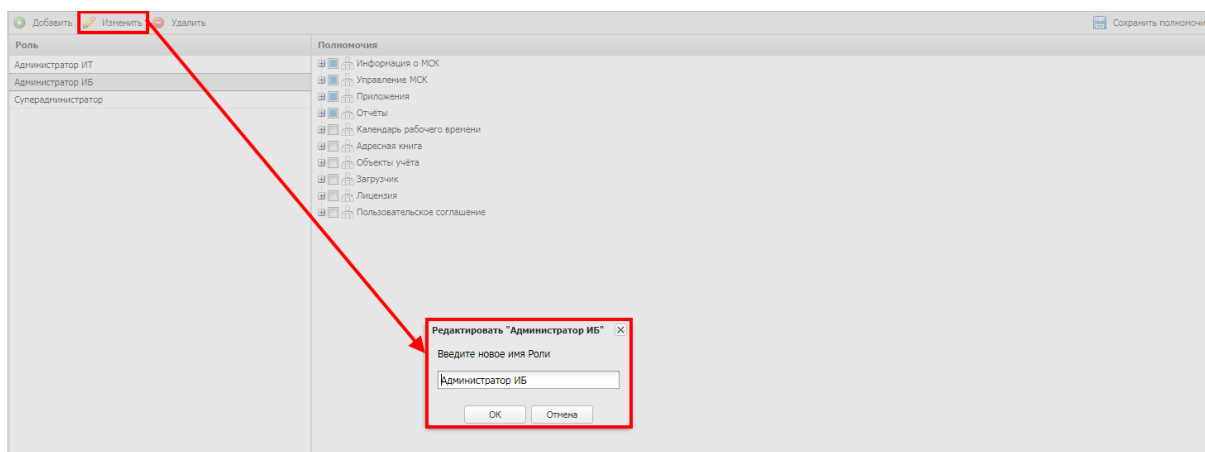 Добавить Изменить Удалить Сохранить полномочи
Роль Полномочия
Администратор ИТ
Администратор ИБ
Суперадминистратор
Информация о МСК
Управление МСК
Приложения
Отчёты
Календарь рабочего времени
Адресная книга
Объекты учёта
Загрузчик
Лицензия
Пользовательское соглашение
Редактировать "Администратор ИБ"
Введите новое имя Роли
Администратор ИБ
ОК Отмена